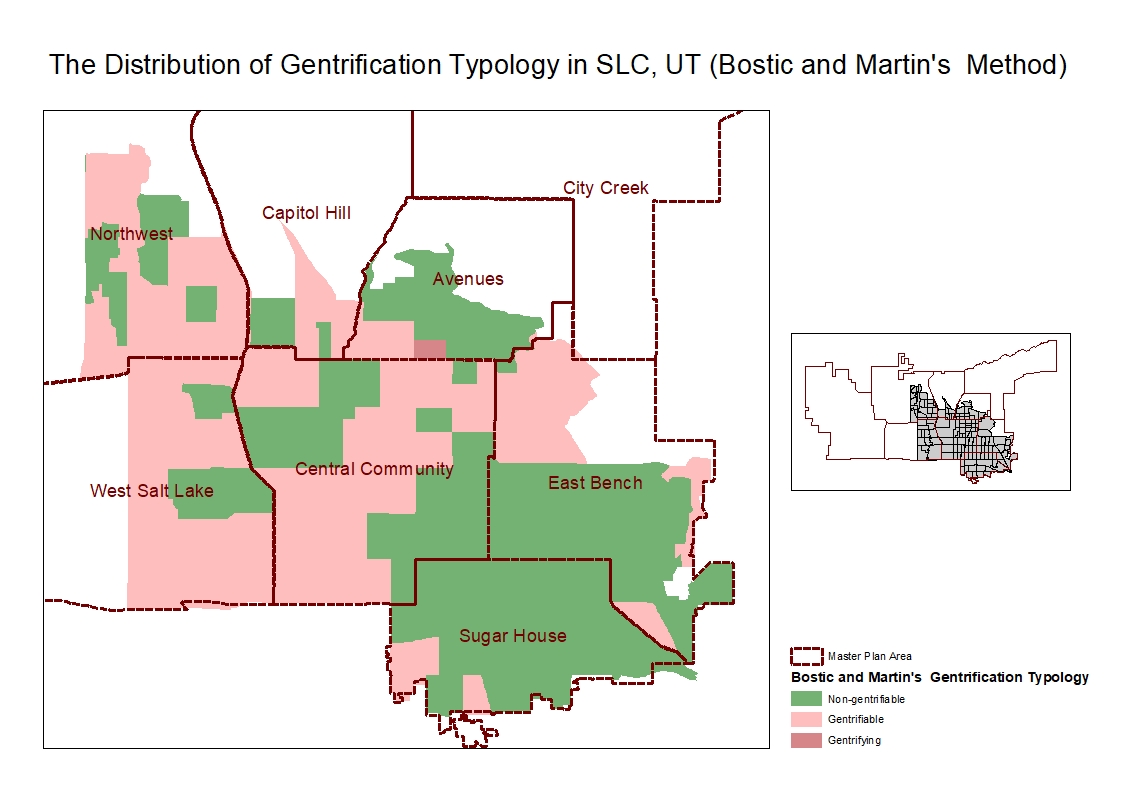 The Distribution of Gentrification Typology in SLC, UT (Bostic and Martin's  Method)
City Creek
Capitol Hill
Northwest
Avenues
Central Community
East Bench
West Salt Lake
Sugar House
Master Plan Area
Bostic and Martin's  Gentrification Typology
Non-gentrifiable
Gentrifiable
Gentrifying